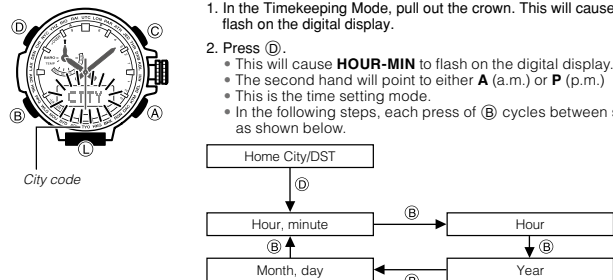 D
C
B
A
L
CITY
City code
1. In the Timekeeping Mode, pull out the crown. This will cause
flash on the digital display.
2. Press D.
• This will cause HOUR-MIN to flash on the digital display.
• The second hand will point to either A (a.m.) or P (p.m.)
• This is the time setting mode.
• In the following steps, each press of B cycles between
as shown below.
Home City/DST
D
Hour, minute
B
Hour
B
B
Month, day
Year
B